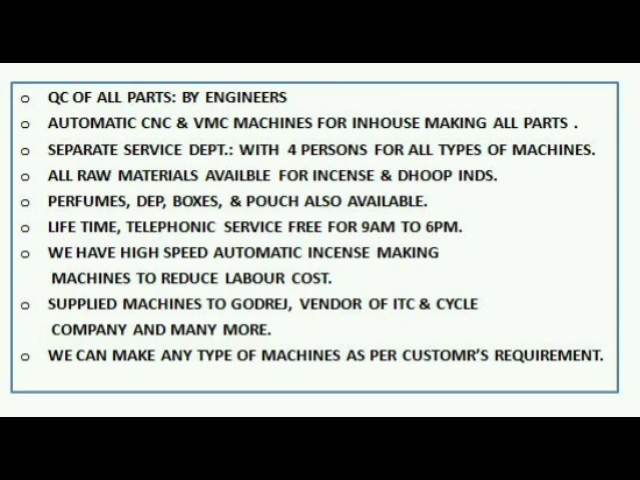 o QC OF ALL PARTS: BY ENGINEERS
o AUTOMATIC CNC & VMC MACHINES FOR INHOUSE MAKING ALL PARTS .
o SEPARATE SERVICE DEPT.: WITH 4 PERSONS FOR ALL TYPES OF MACHINES.
o ALL RAW MATERIALS AVAILBLE FOR INCENSE & DHOOP INDS.
o PERFUMES, DEP, BOXES, & POUCH ALSO AVAILABLE.
o LIFE TIME, TELEPHONIC SERVICE FREE FOR 9AM TO 6PM.
o WE HAVE HIGH SPEED AUTOMATIC INCENSE MAKING
MACHINES TO REDUCE LABOUR COST.
o SUPPLIED MACHINES TO GODREJ, VENDOR OF ITC & CYCLE
COMPANY AND MANY MORE.
o WE CAN MAKE ANY TYPE OF MACHINES AS PER CUSTOMR'S REQUIREMENT.